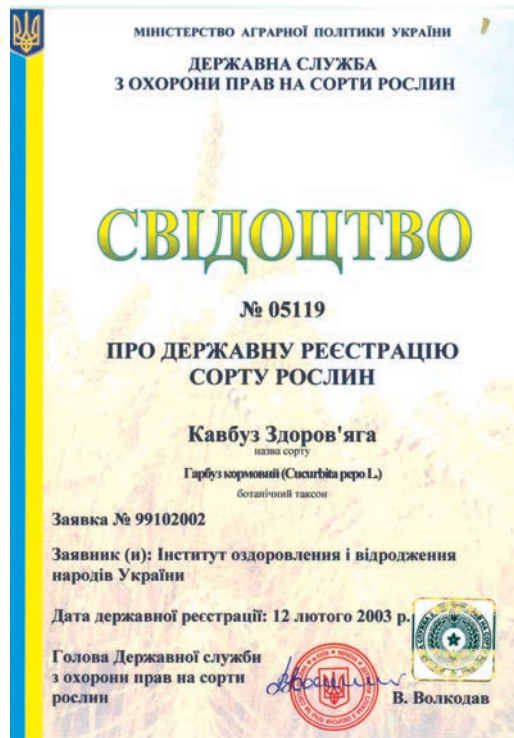 МІНІСТЕРСТВО АГРАРНОЇ ПОЛІТИКИ УКРАЇНИ
ДЕРЖАВНА СЛУЖБА
З ОХОРОНИ ПРАВ НА СОРТИ РОСЛИН
СВІДОЦТВО
№ 05119
ПРО ДЕРЖАВНУ РЕЄСТРАЦІЮ
СОРТУ РОСЛИН
Кавбуз Здоров'яга
назва сорту
Гарбуз кормовий (Cucurbita pepo L.)
ботанічний таксон
Заявка № 99102002
Заявник (и): Інститут оздоровлення і відродження
народів України
Дата державної реєстрації: 12 лютого 2003 р.
Голова Державної служби
з охорони прав на сорти
рослин
В. Волкодав